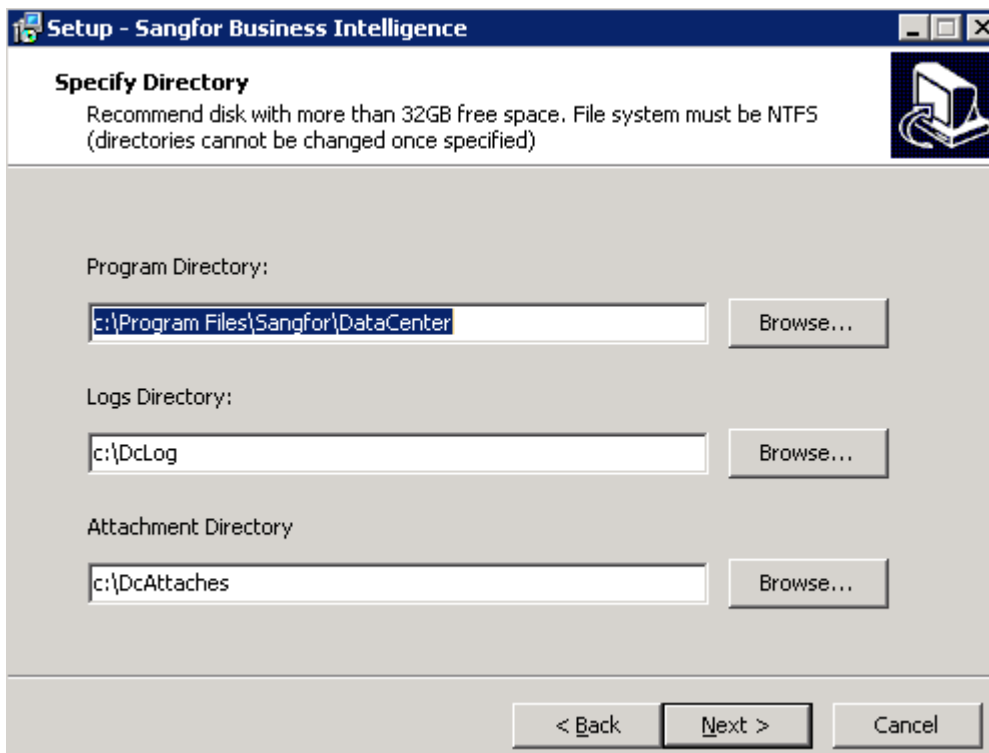 Setup - Sangfor Business Intelligence
Specify Directory
Recommend disk with more than 32GB free space. File system must be NTFS
(directories cannot be changed once specified)
Program Directory:
c:\Program Files\Sangfor\DataCenter
Browse...
Logs Directory:
c:\DcLog
Browse...
Attachment Directory
c:\DcAttaches
Browse...
< Back
Next >
Cancel